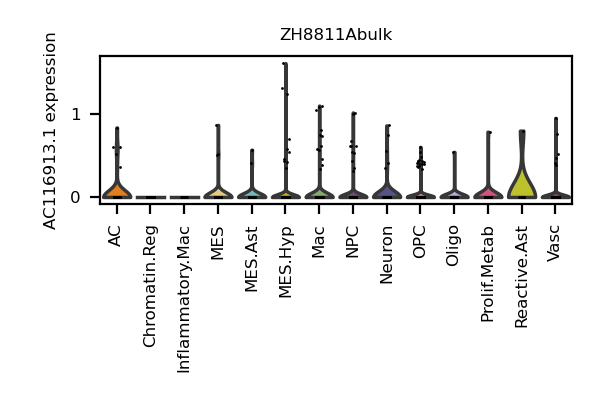 ZH8811Abulk
AC116913.1 expression
1
0
AC
Chromatin.Reg
Inflammatory.Mac
MES
MES.Ast
MES.Hyp
Mac
NPC
Neuron
OPC
Oligo
Prolif.Metab
Reactive.Ast
Vasc